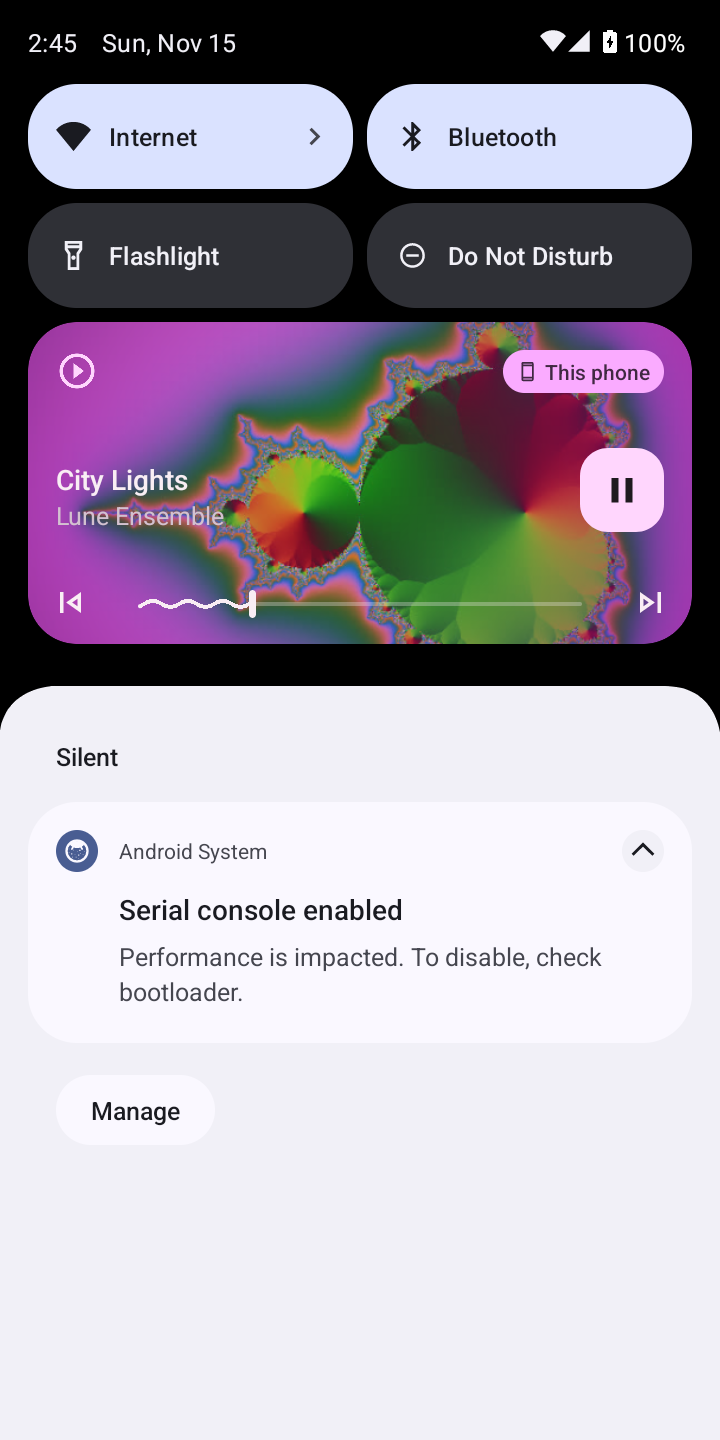 2:45 Sun, Nov 15 100%
Internet Bluetooth
Flashlight Do Not Disturb
This phone
City Lights
Lune Ensemble
Silent
Android System
Serial console enabled
Performance is impacted. To disable, check
bootloader.
Manage